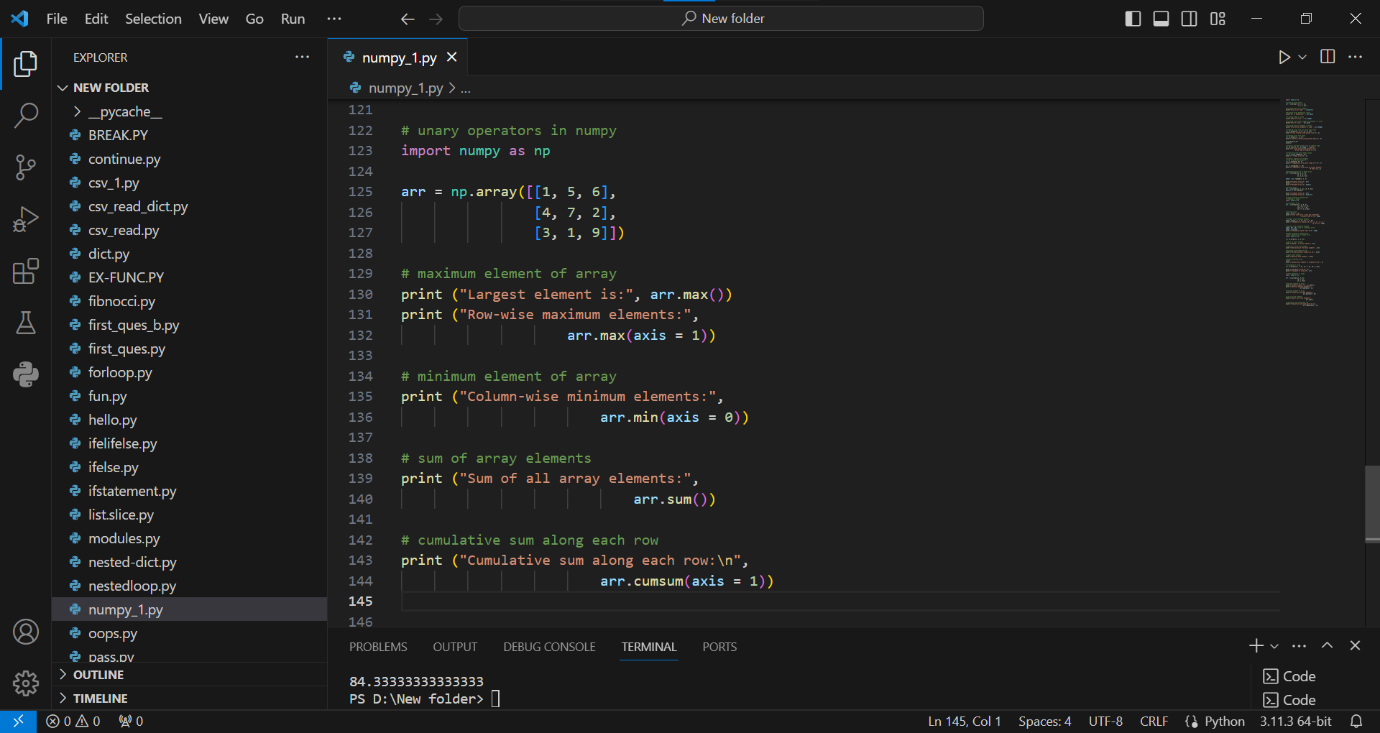 File Edit Selection View Go Run ··· New folder
EXPLORER ···
NEW FOLDER
__pycache__
BREAK.PY
continue.py
csv_1.py
csv_read_dict.py
csv_read.py
dict.py
EX-FUNC.PY
fibnocci.py
first_ques_b.py
first_ques.py
forloop.py
fun.py
hello.py
ifelifelse.py
ifelse.py
ifstatement.py
list.slice.py
modules.py
nested-dict.py
nestedloop.py
numpy_1.py
oops.py
pass.py
OUTLINE
TIMELINE
numpy_1.py
numpy_1.py > ...
121
122 # unary operators in numpy
123 import numpy as np
124
125 arr = np.array([[1, 5, 6],
126 [4, 7, 2],
127 [3, 1, 9]])
128
129 # maximum element of array
130 print ("Largest element is:", arr.max())
131 print ("Row-wise maximum elements:",
132 arr.max(axis = 1))
133
134 # minimum element of array
135 print ("Column-wise minimum elements:",
136 arr.min(axis = 0))
137
138 # sum of array elements
139 print ("Sum of all array elements:",
140 arr.sum())
141
142 # cumulative sum along each row
143 print ("Cumulative sum along each row:\n",
144 arr.cumsum(axis = 1))
145
146
PROBLEMS OUTPUT DEBUG CONSOLE TERMINAL PORTS
84.33333333333333
PS D:\New folder>
Code
Code
0 0 0 Ln 145, Col 1 Spaces: 4 UTF-8 CRLF Python 3.11.3 64-bit